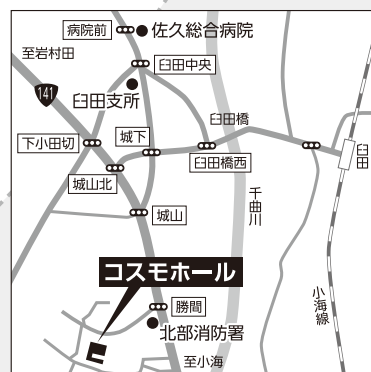 病院前
佐久総合病院
至岩村田
臼田中央
141
臼田支所
臼田橋
下小田切
城下
臼田橋西
臼田
城山北
千曲川
城山
コスモホール
小海線
勝間
北部消防署
至小海